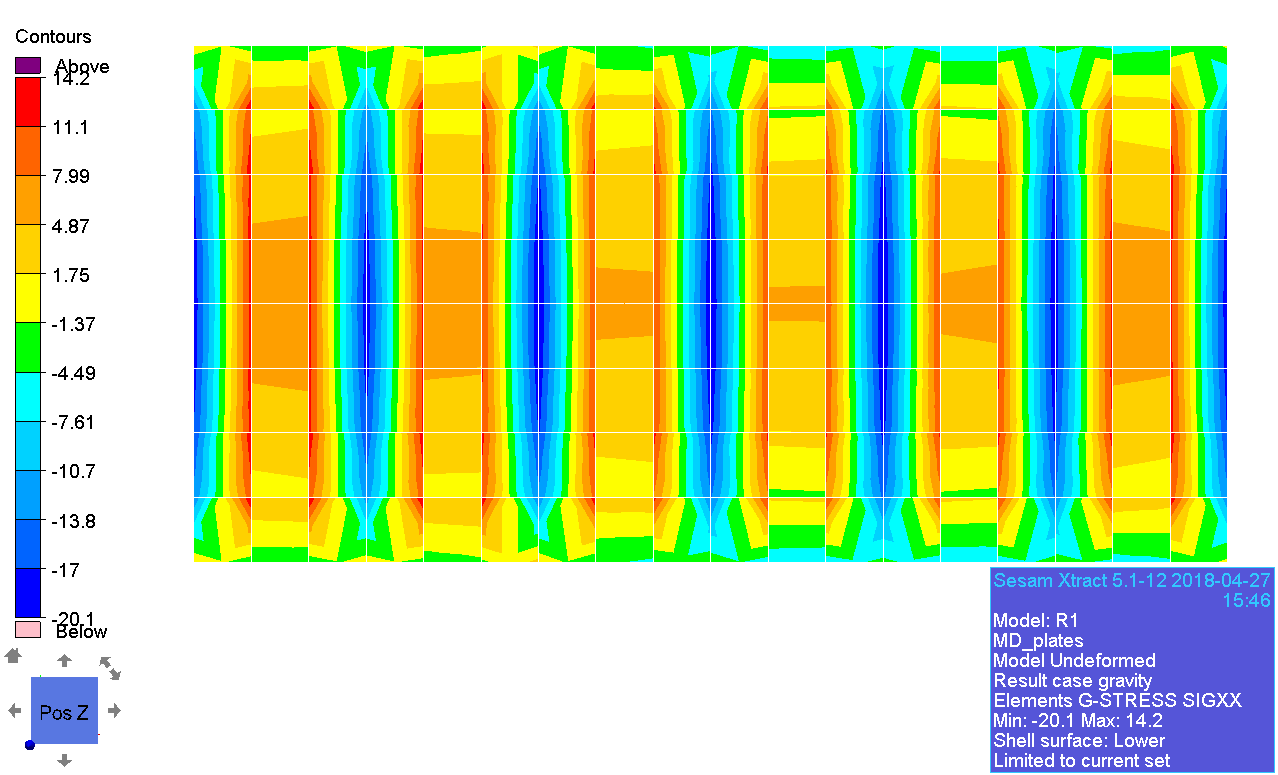 Contours
Above
14.2
11.1
7.99
4.87
1.75
-1.37
-4.49
-7.61
-10.7
-13.8
-17
-20.1
Below
Pos Z
Sesam Xtract 5.1-12 2018-04-27
15:46
Model: R1
MD_plates
Model Undeformed
Result case gravity
Elements G-STRESS SIGXX
Min: -20.1 Max: 14.2
Shell surface: Lower
Limited to current set